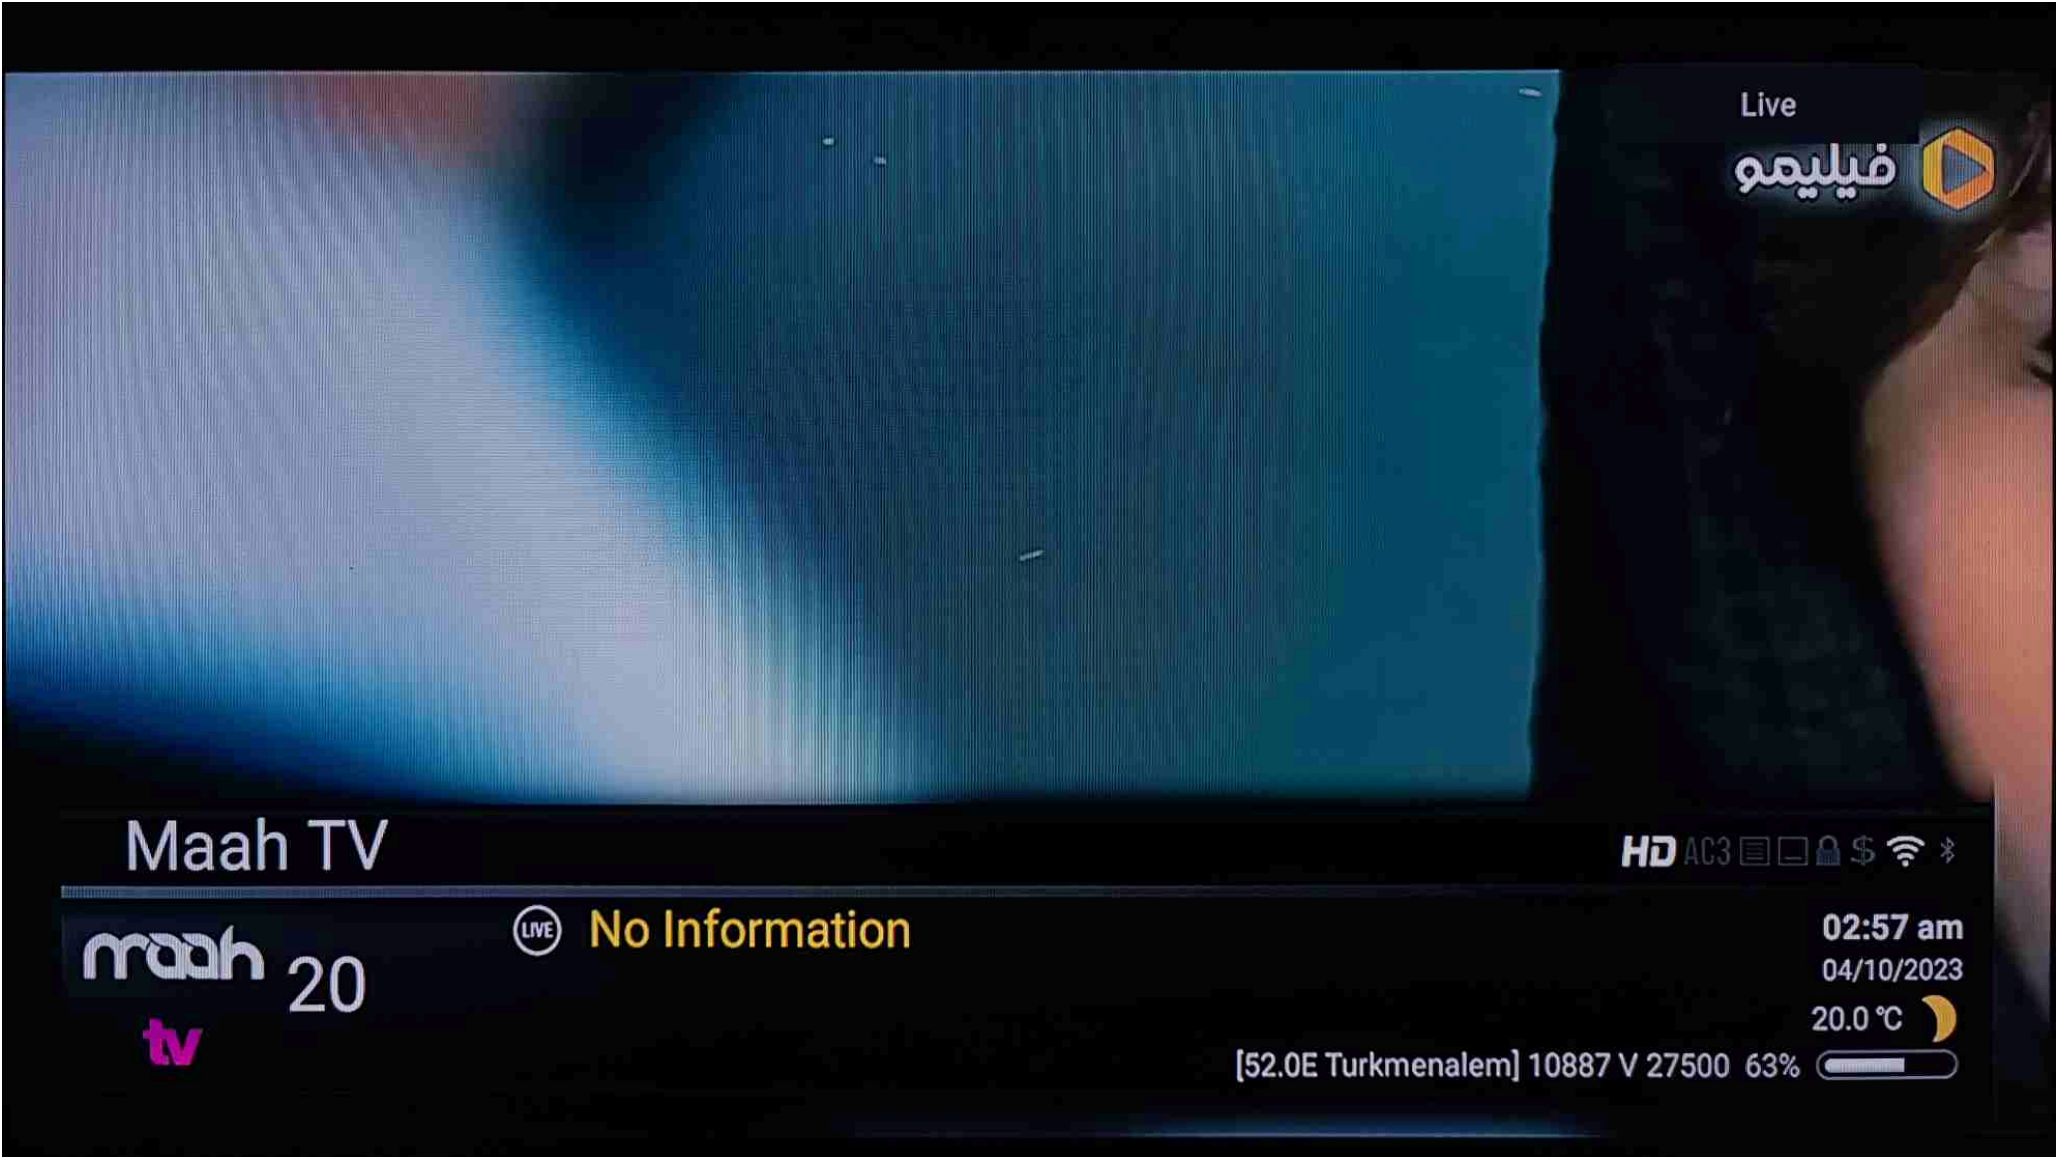 Live
فیلیمو
Maah TV
HD AC3 $
maah
tv
20
LIVE No Information
02:57 am
04/10/2023
20.0 °C
[52.0E Turkmenalem] 10887 V 27500 63%